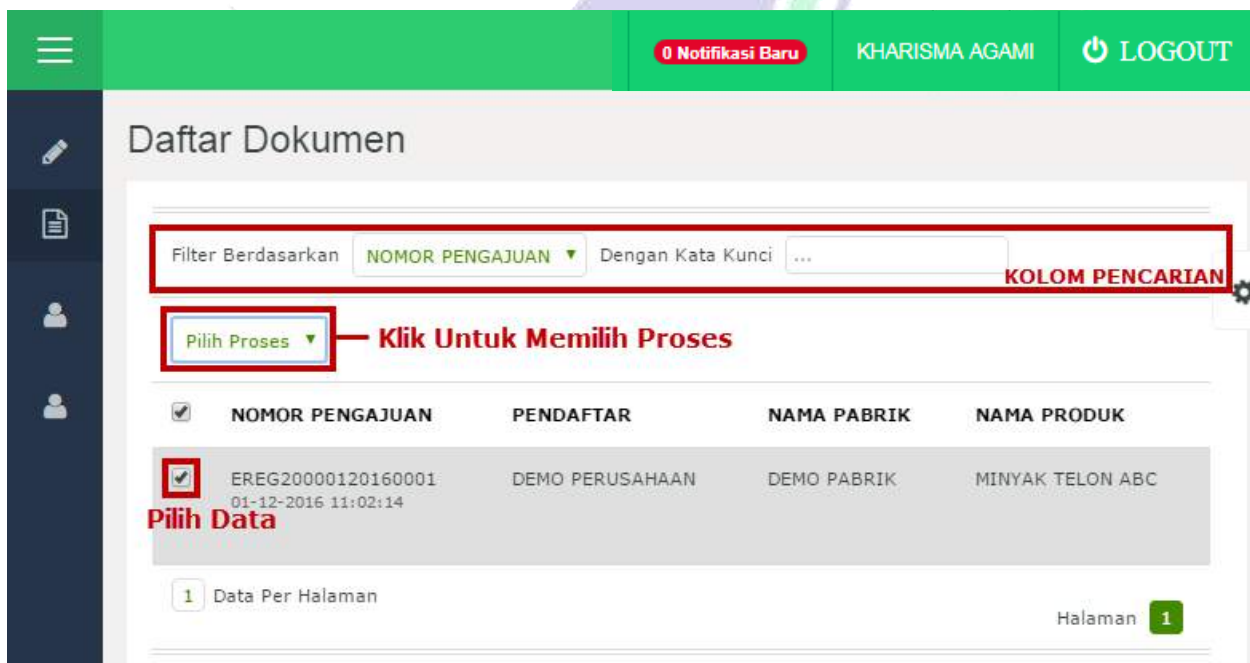 0 Notifikasi Baru KHARISMA AGAMI LOGOUT
Daftar Dokumen
Filter Berdasarkan NOMOR PENGAJUAN Dengan Kata Kunci ...
KOLOM PENCARIAN
Pilih Proses Klik Untuk Memilih Proses
NOMOR PENGAJUAN PENDAFTAR NAMA PABRIK NAMA PRODUK
EREG20000120160001 DEMO PERUSAHAAN DEMO PABRIK MINYAK TELON ABC
01-12-2016 11:02:14
Pilih Data
1 Data Per Halaman
Halaman 1